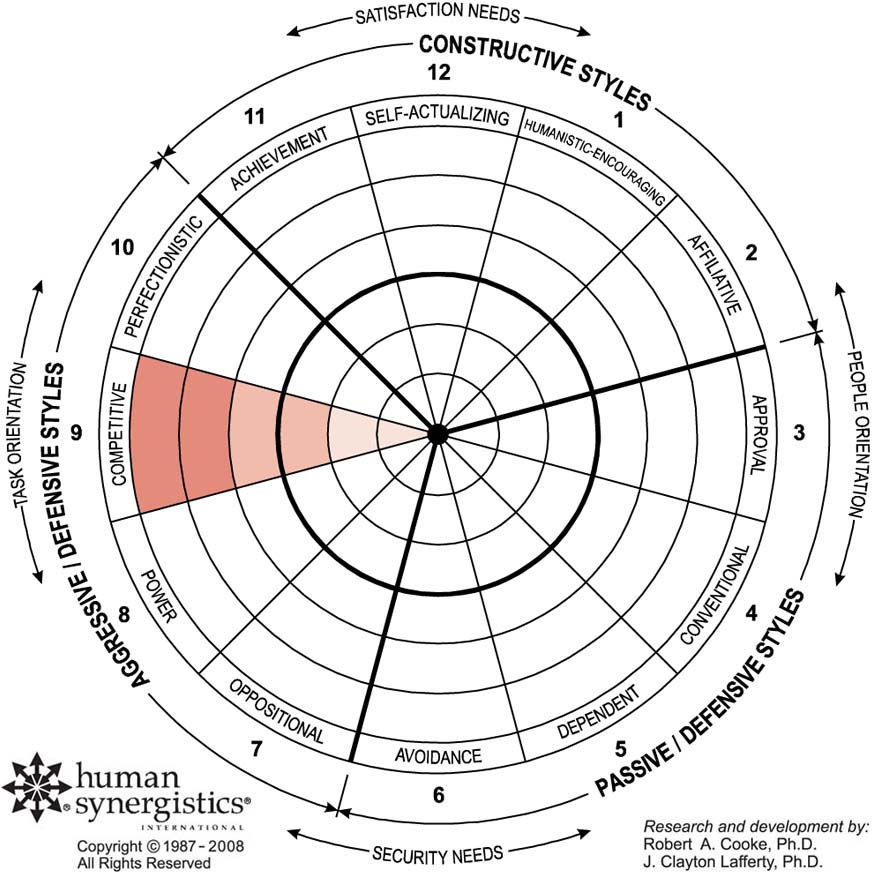 SATISFACTION NEEDS
CONSTRUCTIVE STYLES
12
11
1
SELF-ACTUALIZING
ACHIEVEMENT
HUMANISTIC-ENCOURAGING
10
PERFECTIONISTIC
AFFILIATIVE
2
TASK ORIENTATION
AGGRESSIVE / DEFENSIVE STYLES
9
COMPETITIVE
APPROVAL
3
PEOPLE ORIENTATION
8
POWER
CONVENTIONAL
4
PASSIVE / DEFENSIVE STYLES
OPPOSITIONAL
7
AVOIDANCE
6
DEPENDENT
5
SECURITY NEEDS
human
synergistics®
INTERNATIONAL
Copyright © 1987 - 2008
All Rights Reserved
Research and development by:
Robert A. Cooke, Ph.D.
J. Clayton Lafferty, Ph.D.